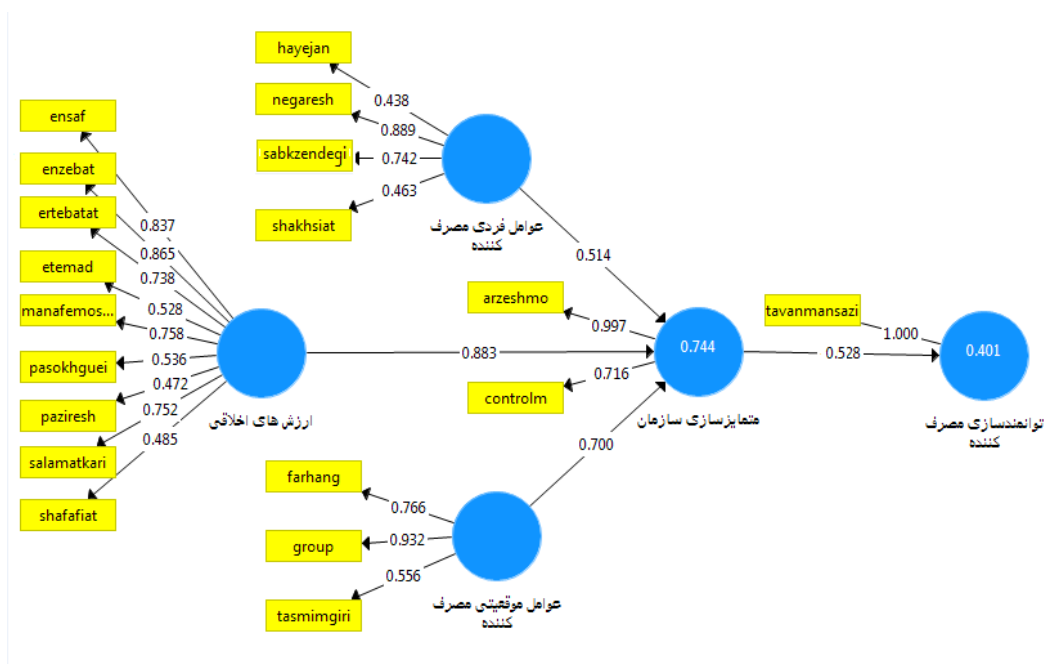 hayejan
0.438
negaresh
0.889
sabkzendegi
0.742
shakhsiat
0.463
عوامل فردی مصرف
کننده
0.514
ensaf
0.837
enzebat
0.865
ertebatat
0.738
etemad
0.528
manafemos...
0.758
pasokhguei
0.536
paziresh
0.472
salamatkari
0.752
shafafiat
0.485
ارزش های اخلاقی
0.883
arzeshmo
0.997
controlm
0.716
0.744
متمایزسازی سازمان
0.528
tavanmansazi
1.000
0.401
توانمندسازی مصرف
کننده
0.700
farhang
0.766
group
0.932
tasmimgiri
0.556
عوامل موقعیتی مصرف
کننده